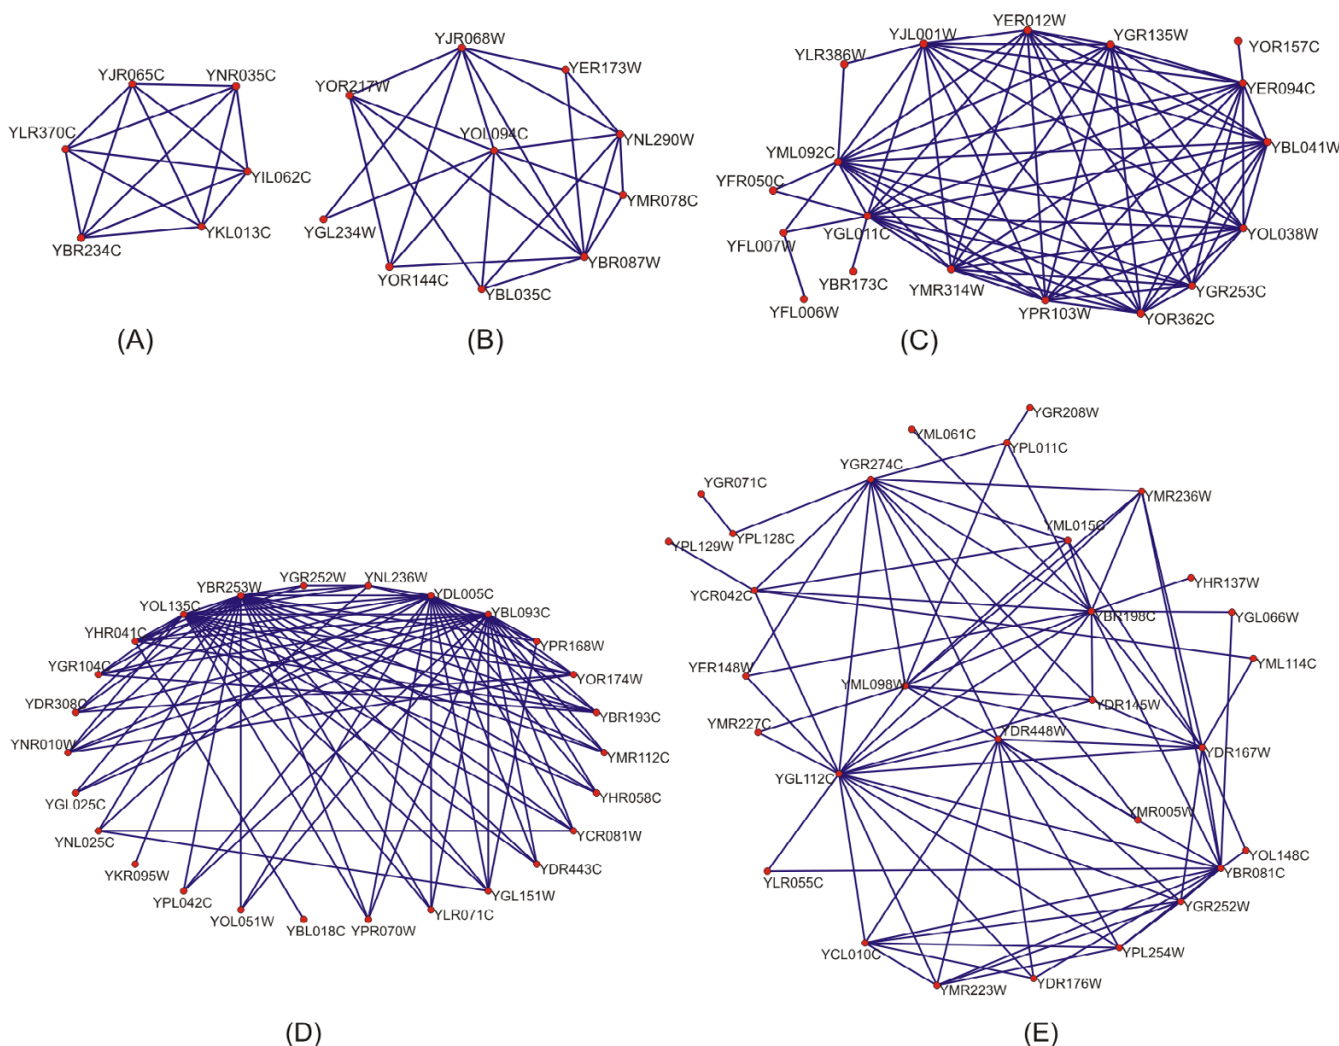 YJR065C
YNR035C
YLR370C
YIL062C
YKL013C
YBR234C
(A)
YJR068W
YER173W
YOR217W
YOL094C
YNL290W
YMR078C
YGL234W
YBR087W
YOR144C
YBL035C
(B)
YER012W
YJL001W
YGR135W
YOR157C
YLR386W
YER094C
YBL041W
YML092C
YFR050C
YGL011C
YOL038W
YFL007W
YBR173C
YMR314W
YGR253C
YFL006W
YPR103W
YOR362C
(C)
YGR252W
YNL236W
YBR253W
YDL005C
YOL135C
YBL093C
YHR041C
YPR168W
YGR104C
YOR174W
YDR308C
YBR193C
YNR010W
YMR112C
YGL025C
YHR058C
YNL025C
YCR081W
YKR095W
YDR443C
YPL042C
YGL151W
YOL051W
YBL018C
YPR070W
YLR071C
(D)
YGR208W
YML061C
YPL011C
YGR274C
YGR071C
YMR236W
YML015C
YPL129W
YPL128C
YHR137W
YCR042C
YBR198C
YGL066W
YFR148W
YML114C
YML098W
YDR145W
YMR227C
YDR448W
YDR167W
YGL112C
YMR005W
YOL148C
YLR055C
YBR081C
YGR252W
YCL010C
YPL254W
YMR223W
YDR176W
(E)